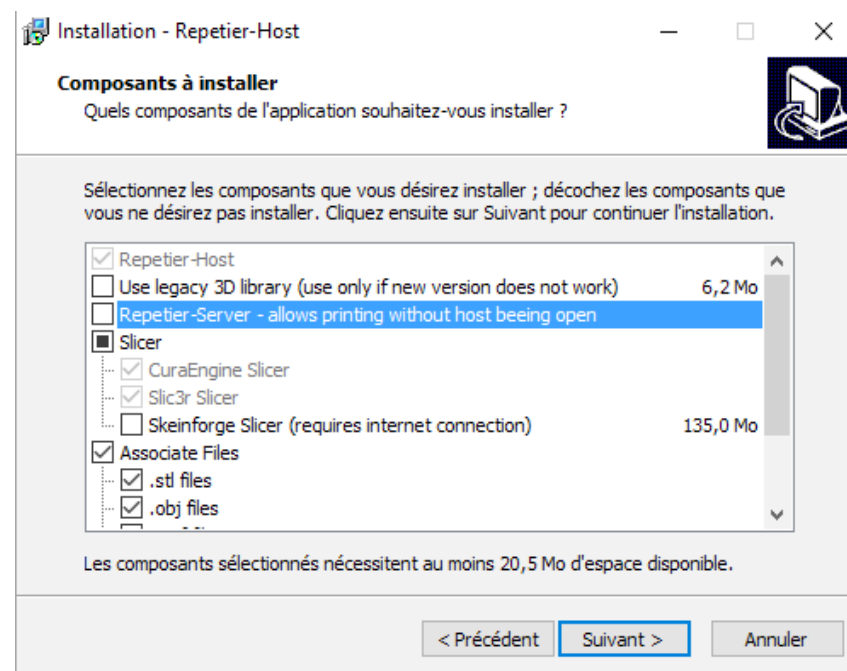 Installation - Repetier-Host
Composants à installer
Quels composants de l'application souhaitez-vous installer ?
Sélectionnez les composants que vous désirez installer ; décochez les composants que
vous ne désirez pas installer. Cliquez ensuite sur Suivant pour continuer l'installation.
Repetier-Host
Use legacy 3D library (use only if new version does not work) 6,2 Mo
Repetier-Server - allows printing without host beeing open
Slicer
CuraEngine Slicer
Slic3r Slicer
Skeinforge Slicer (requires internet connection) 135,0 Mo
Associate Files
.stl files
.obj files
Les composants sélectionnés nécessitent au moins 20,5 Mo d'espace disponible.
< Précédent Suivant > Annuler